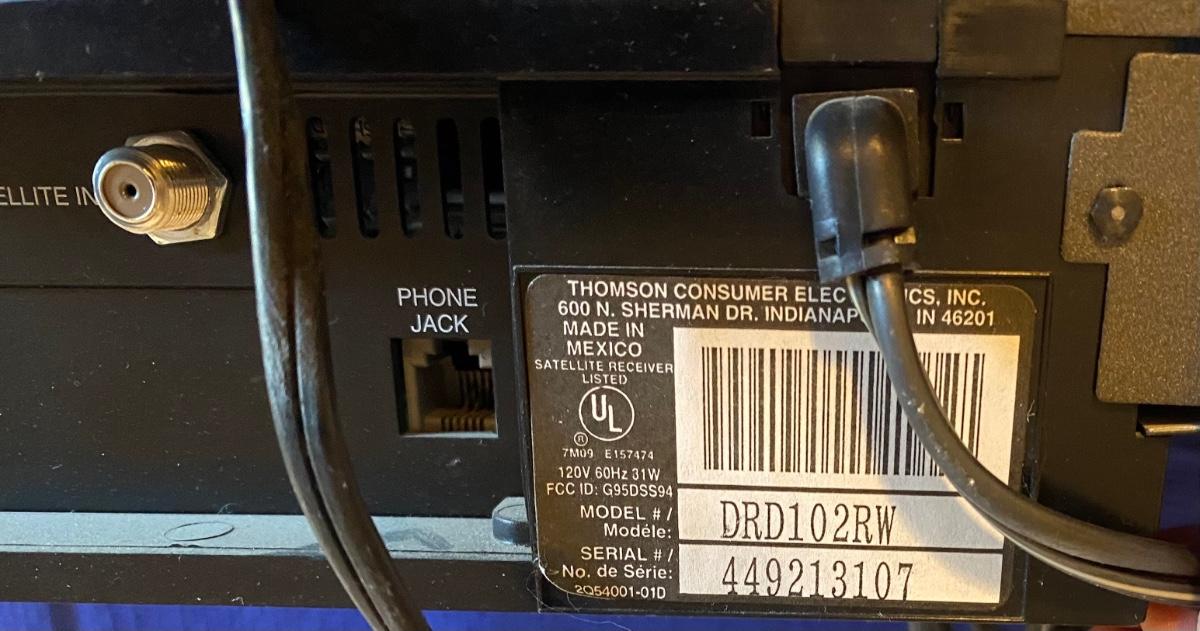 ELLITE IN
PHONE
JACK
THOMSON CONSUMER ELEC ICS, INC.
600 N. SHERMAN DR. INDIANAP IN 46201
MADE IN
MEXICO
SATELLITE RECEIVER
LISTED
UL
®
7M09 E157474
120V 60Hz 31W
FCC ID: G95DSS94
MODEL # /
Modéle:
DRD102RW
SERIAL # /
No. de Série:
449213107
2Q54001-01D